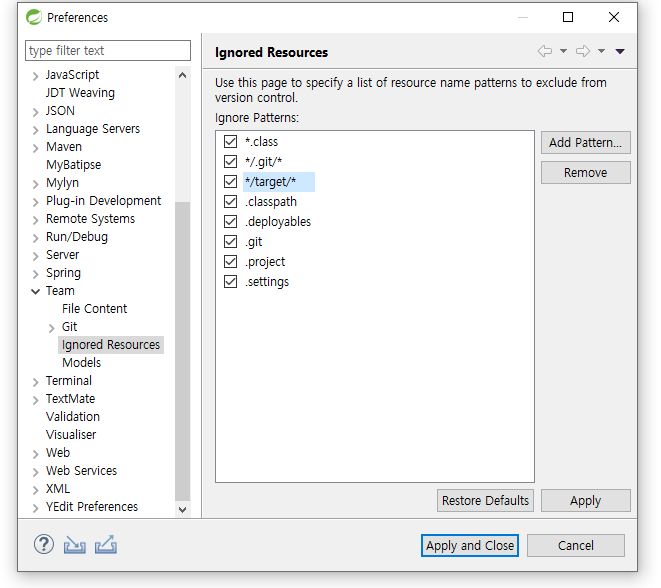 Preferences
type filter text
JavaScript
JDT Weaving
JSON
Language Servers
Maven
MyBatipse
Mylyn
Plug-in Development
Remote Systems
Run/Debug
Server
Spring
Team
File Content
Git
Ignored Resources
Models
Terminal
TextMate
Validation
Visualiser
Web
Web Services
XML
YEdit Preferences
Ignored Resources
Use this page to specify a list of resource name patterns to exclude from
version control.
Ignore Patterns:
*.class
*/.git/*
*/target/*
.classpath
.deployables
.git
.project
.settings
Add Pattern...
Remove
Restore Defaults
Apply
?
Apply and Close
Cancel